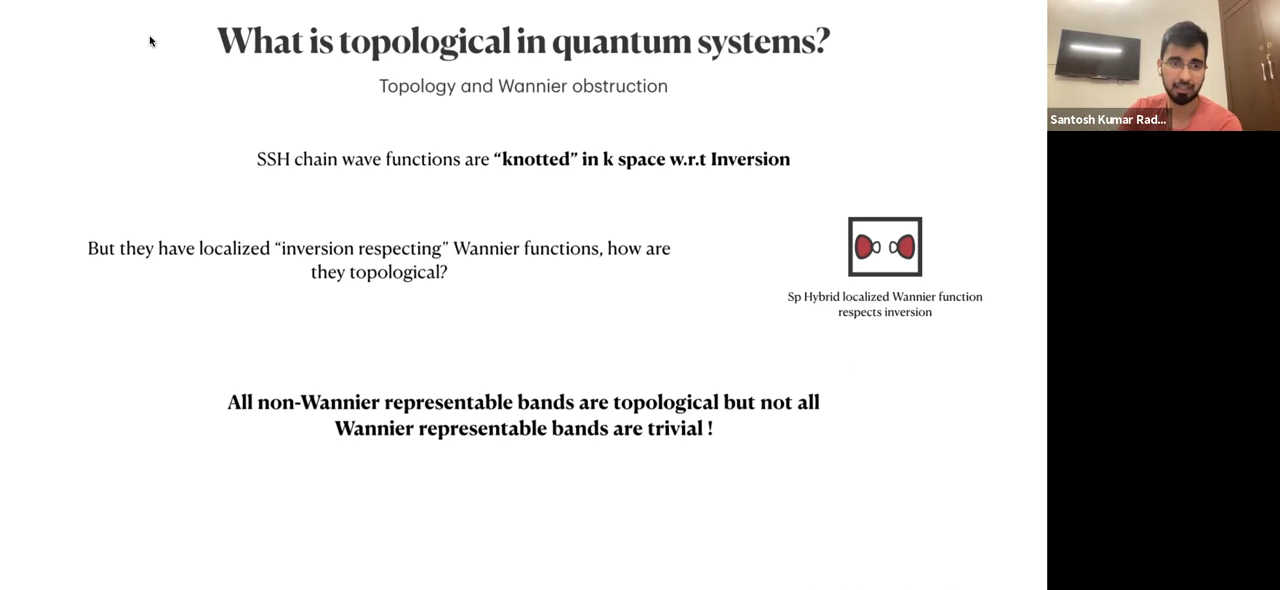 What is topological in quantum systems?
Topology and Wannier obstruction
SSH chain wave functions are “knotted” in k space w.r.t Inversion
But they have localized “inversion respecting” Wannier functions, how are
they topological?
Sp Hybrid localized Wannier function
respects inversion
All non-Wannier representable bands are topological but not all
Wannier representable bands are trivial !
Santosh Kumar Rad...